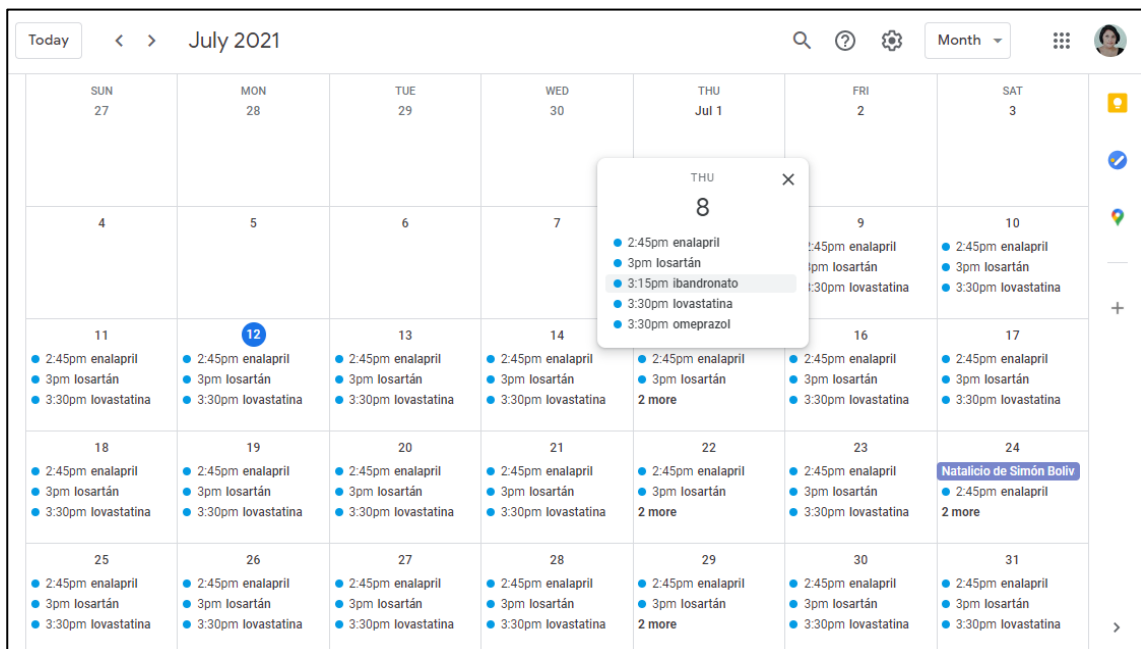 Today July 2021 Month
SUN MON TUE WED THU FRI SAT
27 28 29 30 Jul 1 2 3
THU
8
2:45pm enalapril
3pm losartán
3:15pm ibandronato
3:30pm lovastatina
3:30pm omeprazol
4 5 6 7 9 10
:45pm enalapril 2:45pm enalapril
pm losartán 3pm losartán
:30pm lovastatina 3:30pm lovastatina
11 12 13 14 16 17
2:45pm enalapril 2:45pm enalapril 2:45pm enalapril 2:45pm enalapril 2:45pm enalapril 2:45pm enalapril 2:45pm enalapril
3pm losartán 3pm losartán 3pm losartán 3pm losartán 3pm losartán 3pm losartán 3pm losartán
3:30pm lovastatina 3:30pm lovastatina 3:30pm lovastatina 3:30pm lovastatina 2 more 3:30pm lovastatina 3:30pm lovastatina
18 19 20 21 22 23 24
2:45pm enalapril 2:45pm enalapril 2:45pm enalapril 2:45pm enalapril 2:45pm enalapril 2:45pm enalapril Natalicio de Simón Boliv
3pm losartán 3pm losartán 3pm losartán 3pm losartán 3pm losartán 3pm losartán 2:45pm enalapril
3:30pm lovastatina 3:30pm lovastatina 3:30pm lovastatina 3:30pm lovastatina 2 more 3:30pm lovastatina 2 more
25 26 27 28 29 30 31
2:45pm enalapril 2:45pm enalapril 2:45pm enalapril 2:45pm enalapril 2:45pm enalapril 2:45pm enalapril 2:45pm enalapril
3pm losartán 3pm losartán 3pm losartán 3pm losartán 3pm losartán 3pm losartán 3pm losartán
3:30pm lovastatina 3:30pm lovastatina 3:30pm lovastatina 3:30pm lovastatina 2 more 3:30pm lovastatina 3:30pm lovastatina